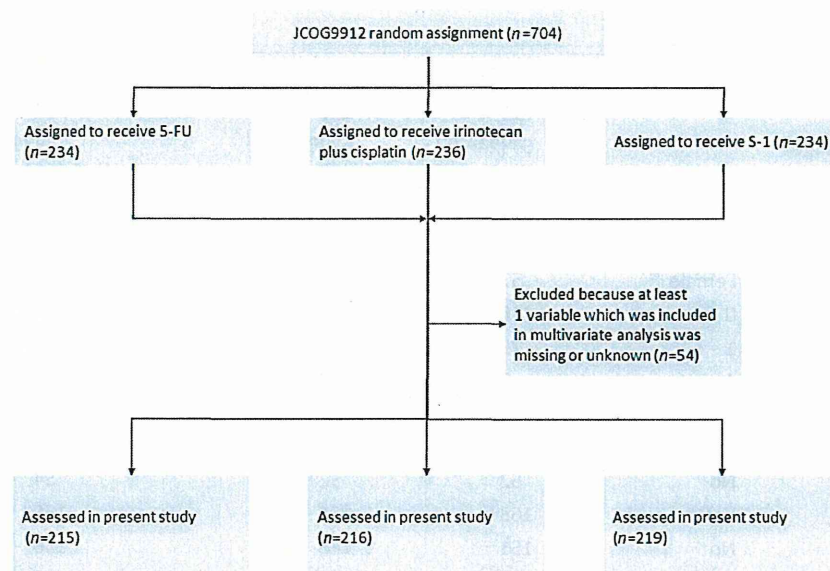 JCOG9912 random assignment (n=704)
Assigned to receive 5-FU
(n=234)
Assigned to receive irinotecan
plus cisplatin (n=236)
Assigned to receive S-1 (n=234)
Excluded because at least
1 variable which was included
in multivariate analysis was
missing or unknown (n=54)
Assessed in present study
(n=215)
Assessed in present study
(n=216)
Assessed in present study
(n=219)